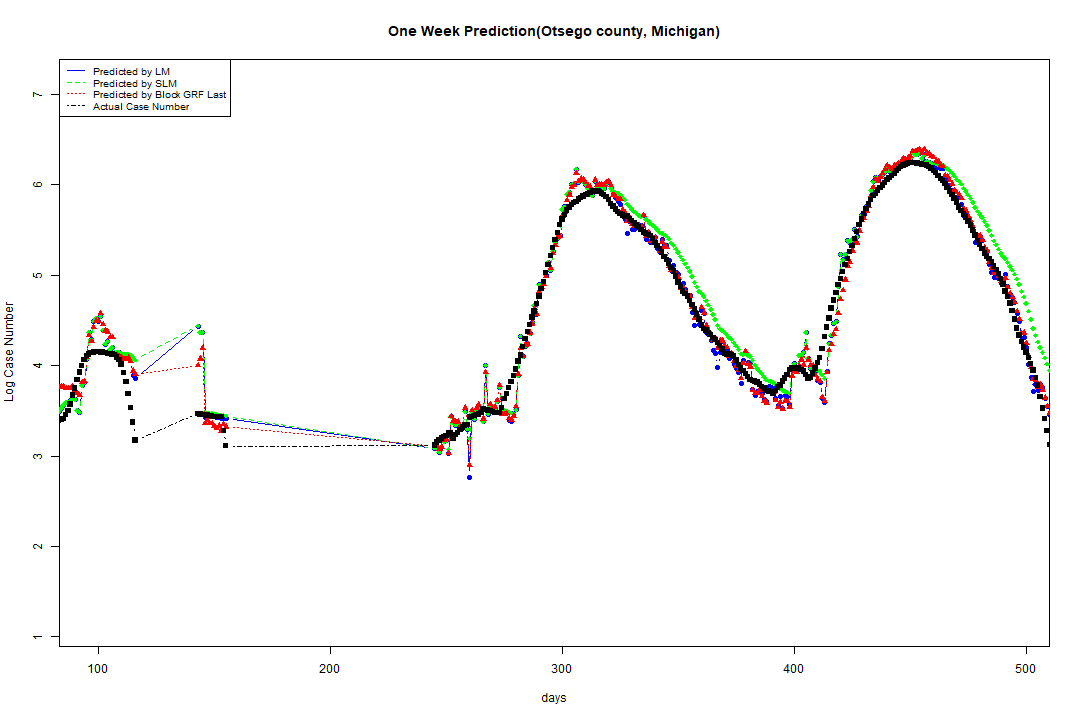 One Week Prediction(Otsego county, Michigan)
Predicted by LM
Predicted by SLM
Predicted by Block GRF Last
Actual Case Number
7
6
5
4
3
2
1
Log Case Number
100 200 300 400 500
days